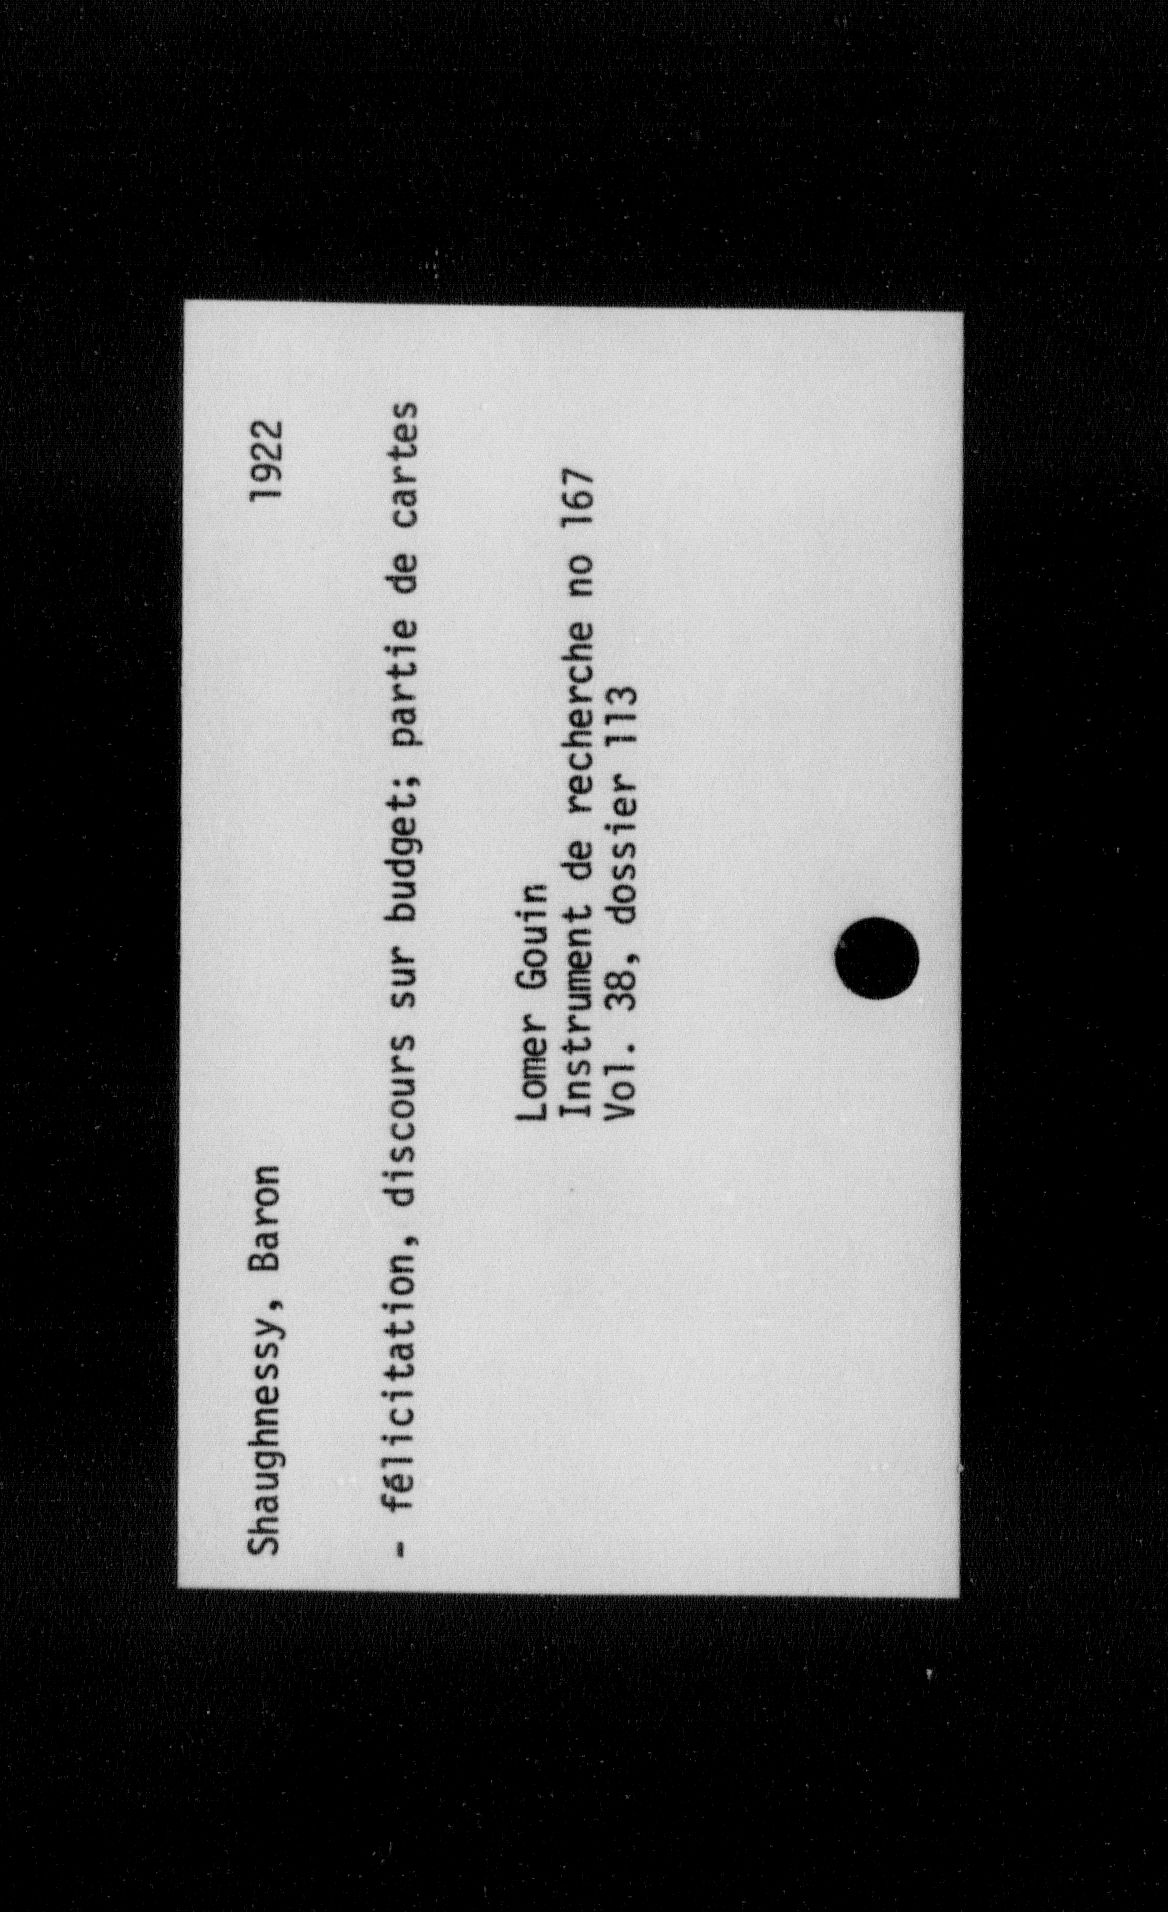 Shaughnessy, Baron 1922
- félicitation, discours sur budget; partie de cartes
Lomer Gouin
Instrument de recherche no 167
Vol. 38, dossier 113